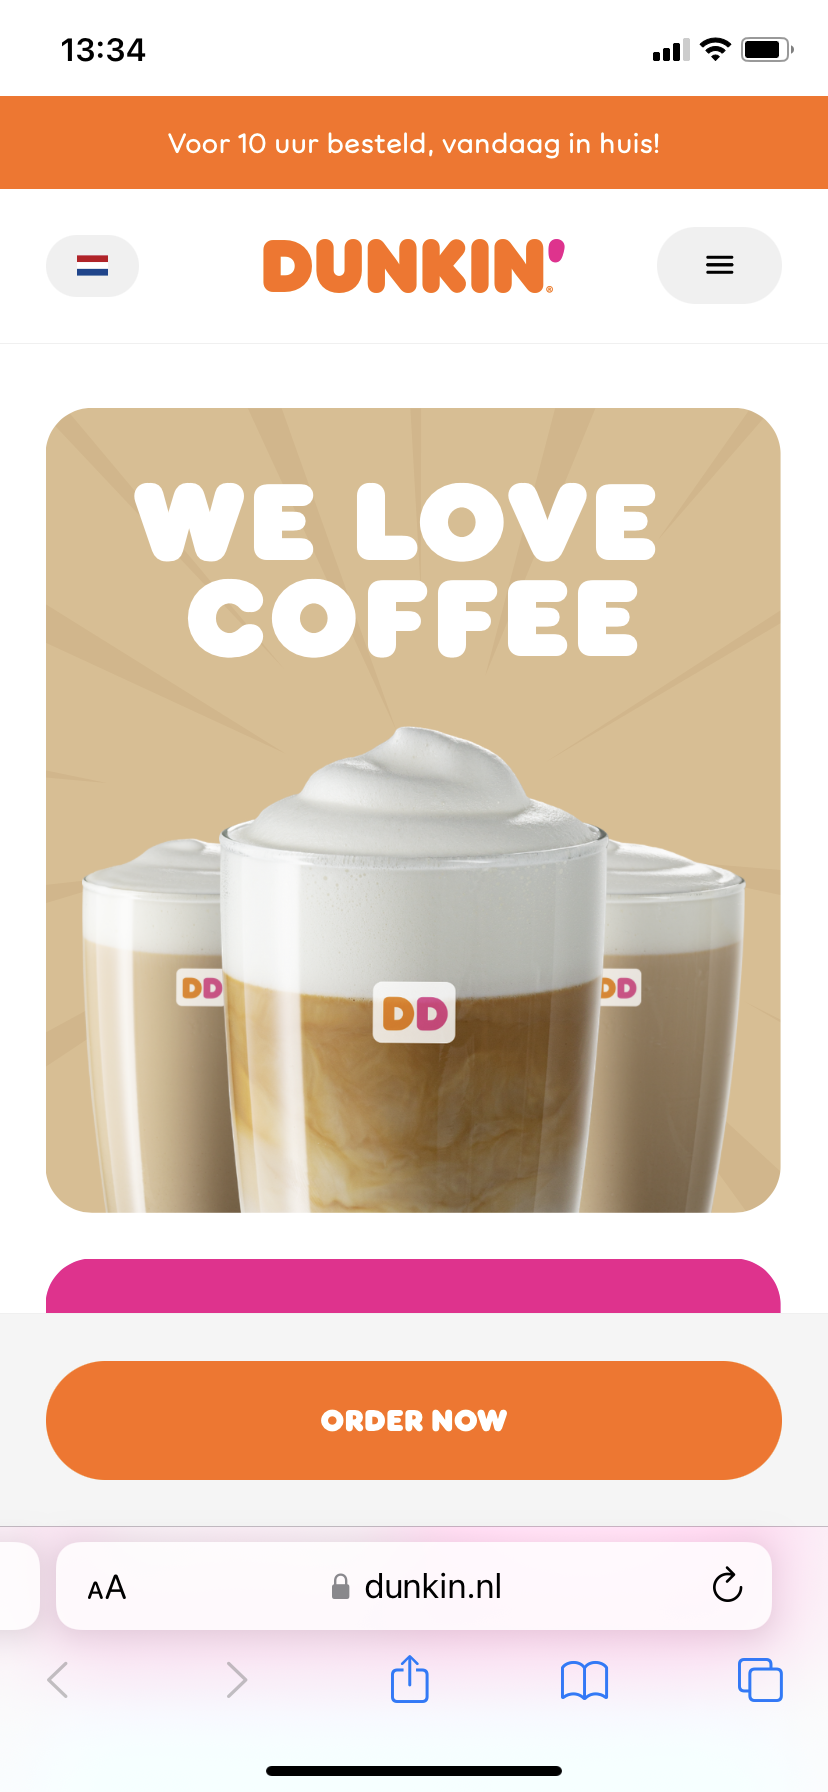 13:34
Voor 10 uur besteld, vandaag in huis!
DUNKIN'®
WE LOVE
COFFEE
DD
DD
DD
ORDER NOW
AA
dunkin.nl